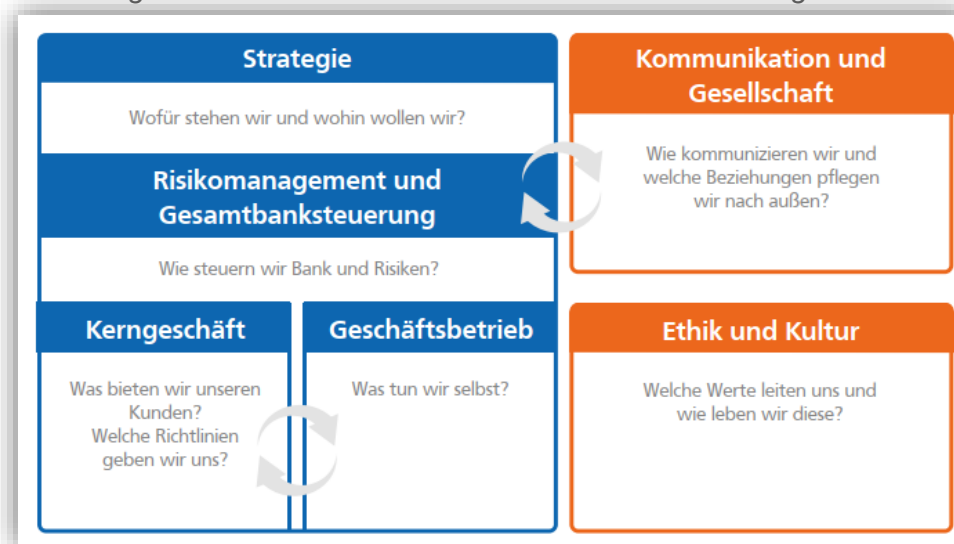 Strategie
Wofür stehen wir und wohin wollen wir?
Risikomanagement und
Gesamtbanksteuerung
Wie steuern wir Bank und Risiken?
Kerngeschäft
Was bieten wir unseren
Kunden?
Welche Richtlinien
geben wir uns?
Geschäftsbetrieb
Was tun wir selbst?
Kommunikation und
Gesellschaft
Wie kommunizieren wir und
welche Beziehungen pflegen
wir nach außen?
Ethik und Kultur
Welche Werte leiten uns und
wie leben wir diese?